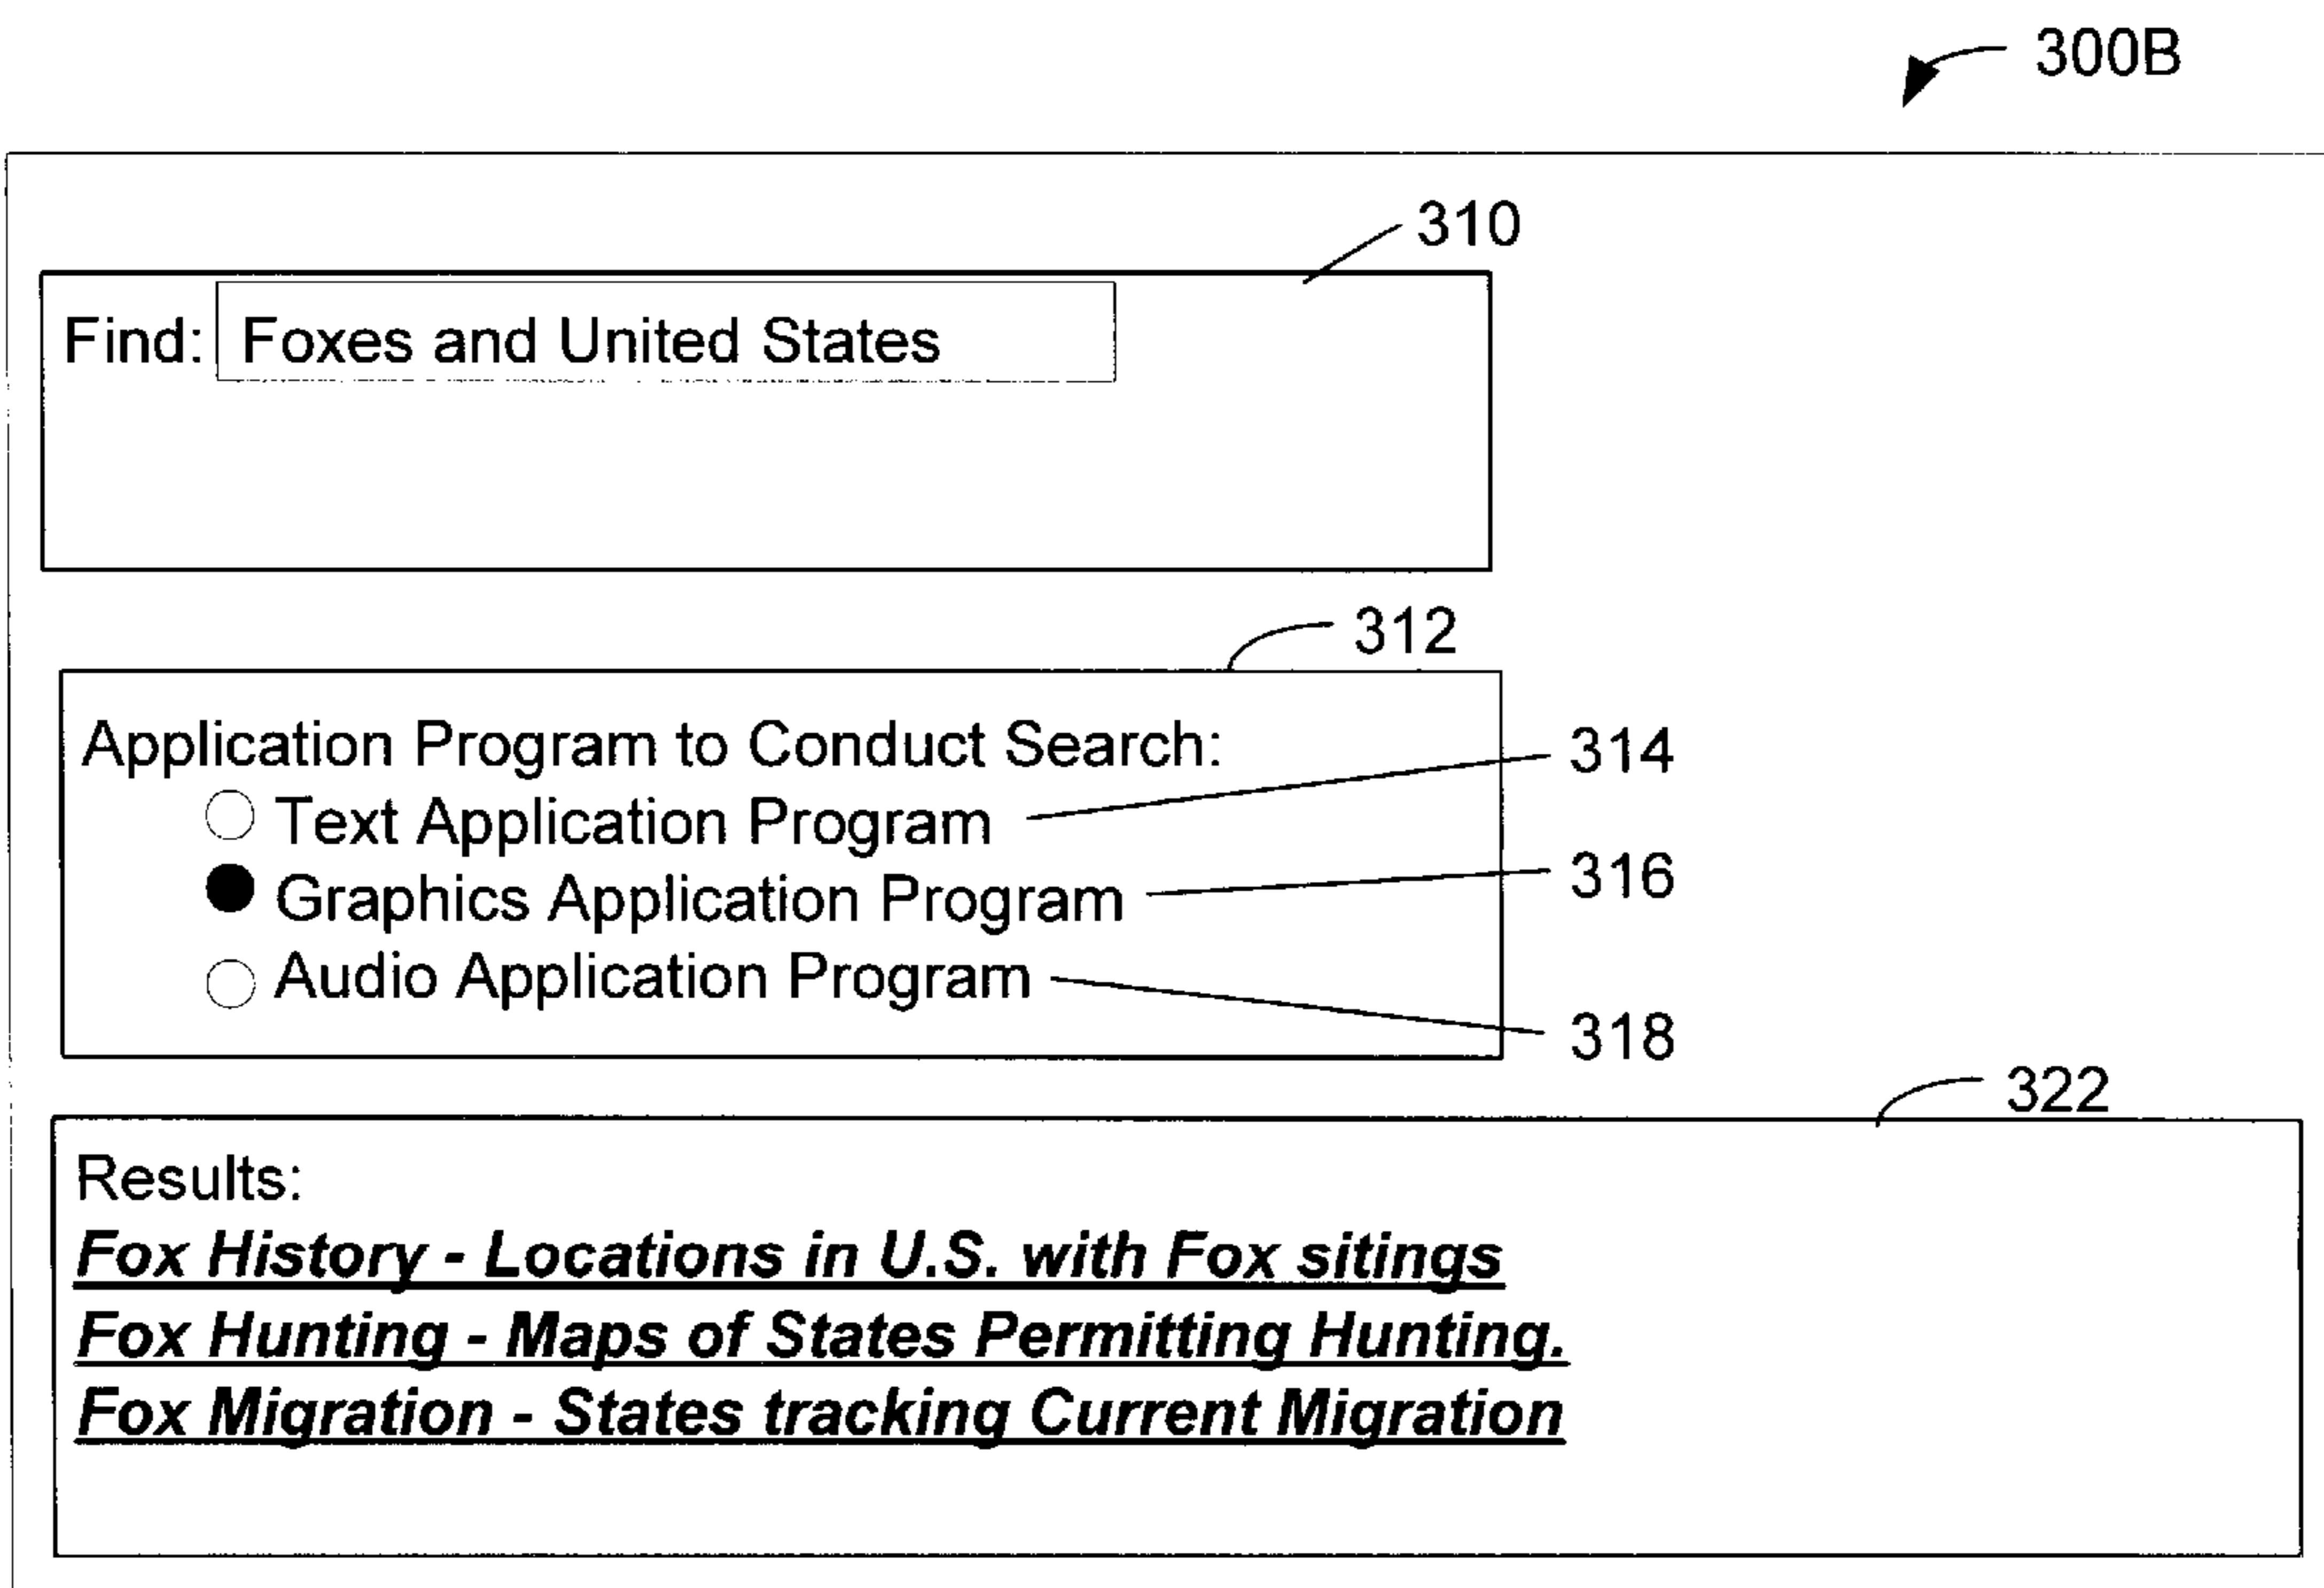 300B
310
Find: Foxes and United States
312
Application Program to Conduct Search:
314
Text Application Program
316
Graphics Application Program
Audio Application Program
318
322
Results:
Fox History - Locations in U.S. with Fox sitings
Fox Hunting - Maps of States Permitting Hunting.
Fox Migration - States tracking Current Migration